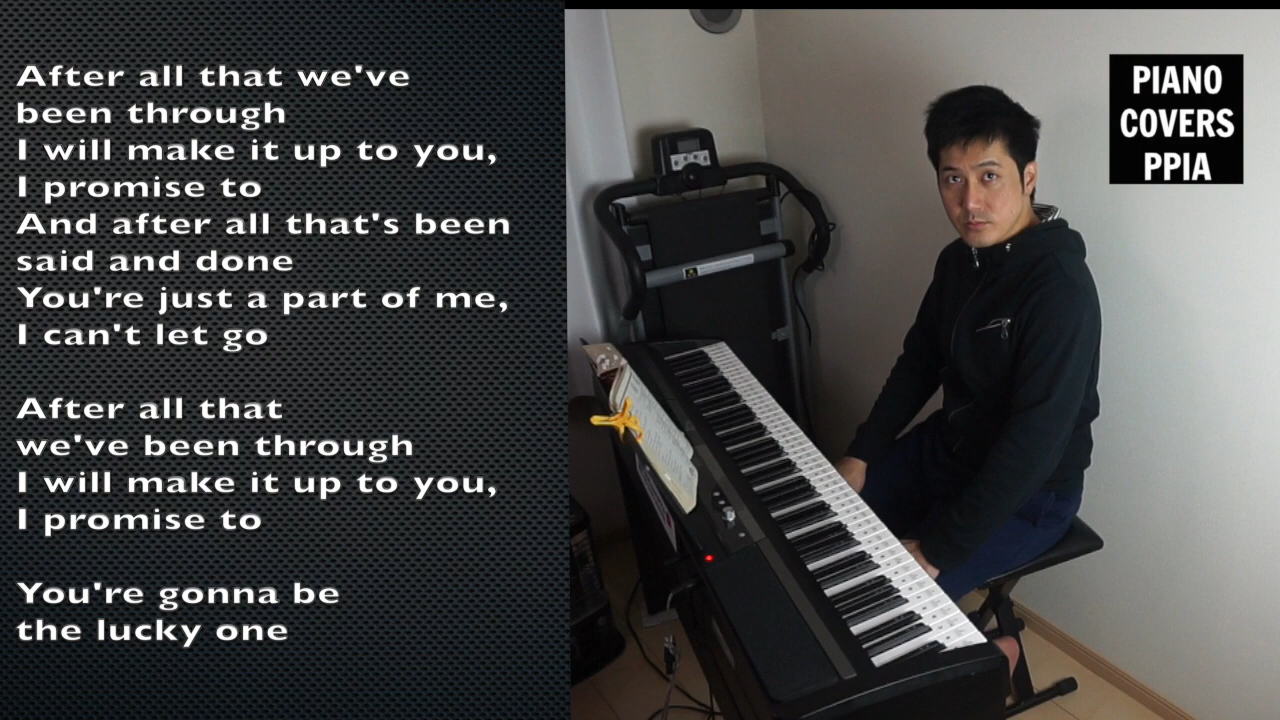 After all that we've
been through
I will make it up to you,
I promise to
And after all that's been
said and done
You're just a part of me,
I can't let go
After all that
we've been through
I will make it up to you,
I promise to
You're gonna be
the lucky one
PIANO
COVERS
PPIA